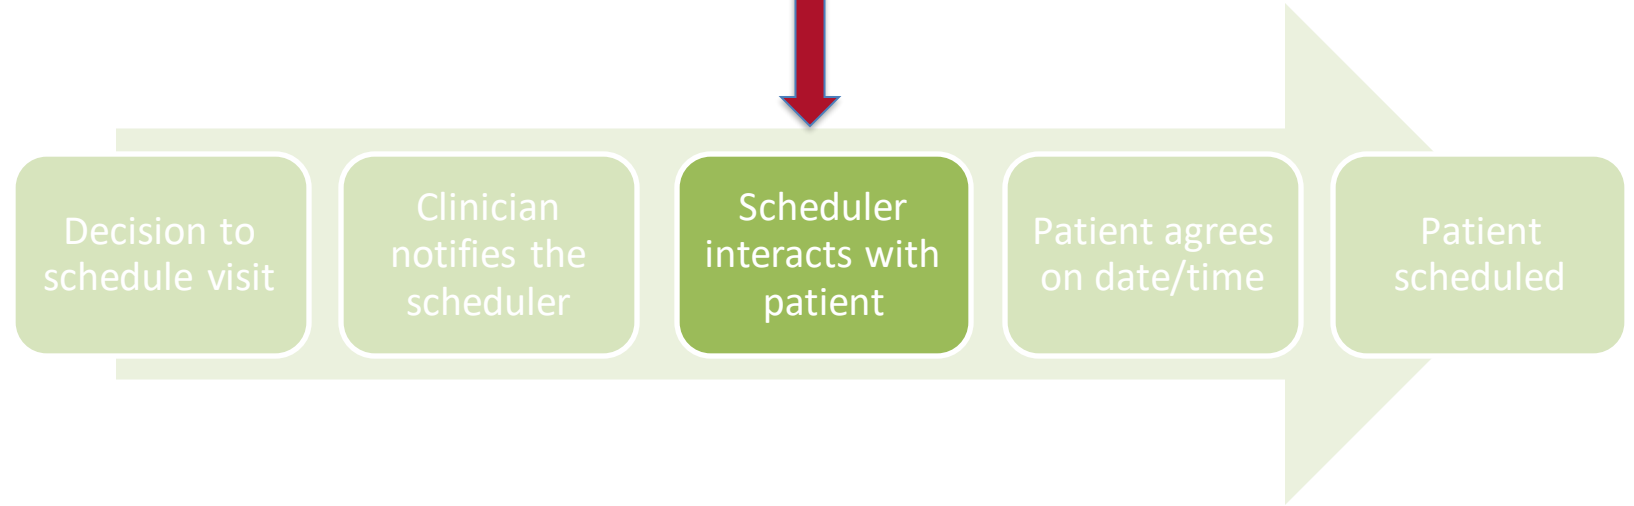 Decision to
schedule visit
Clinician
notifies the
scheduler
Scheduler
interacts with
patient
Patient agrees
on date/time
Patient
scheduled